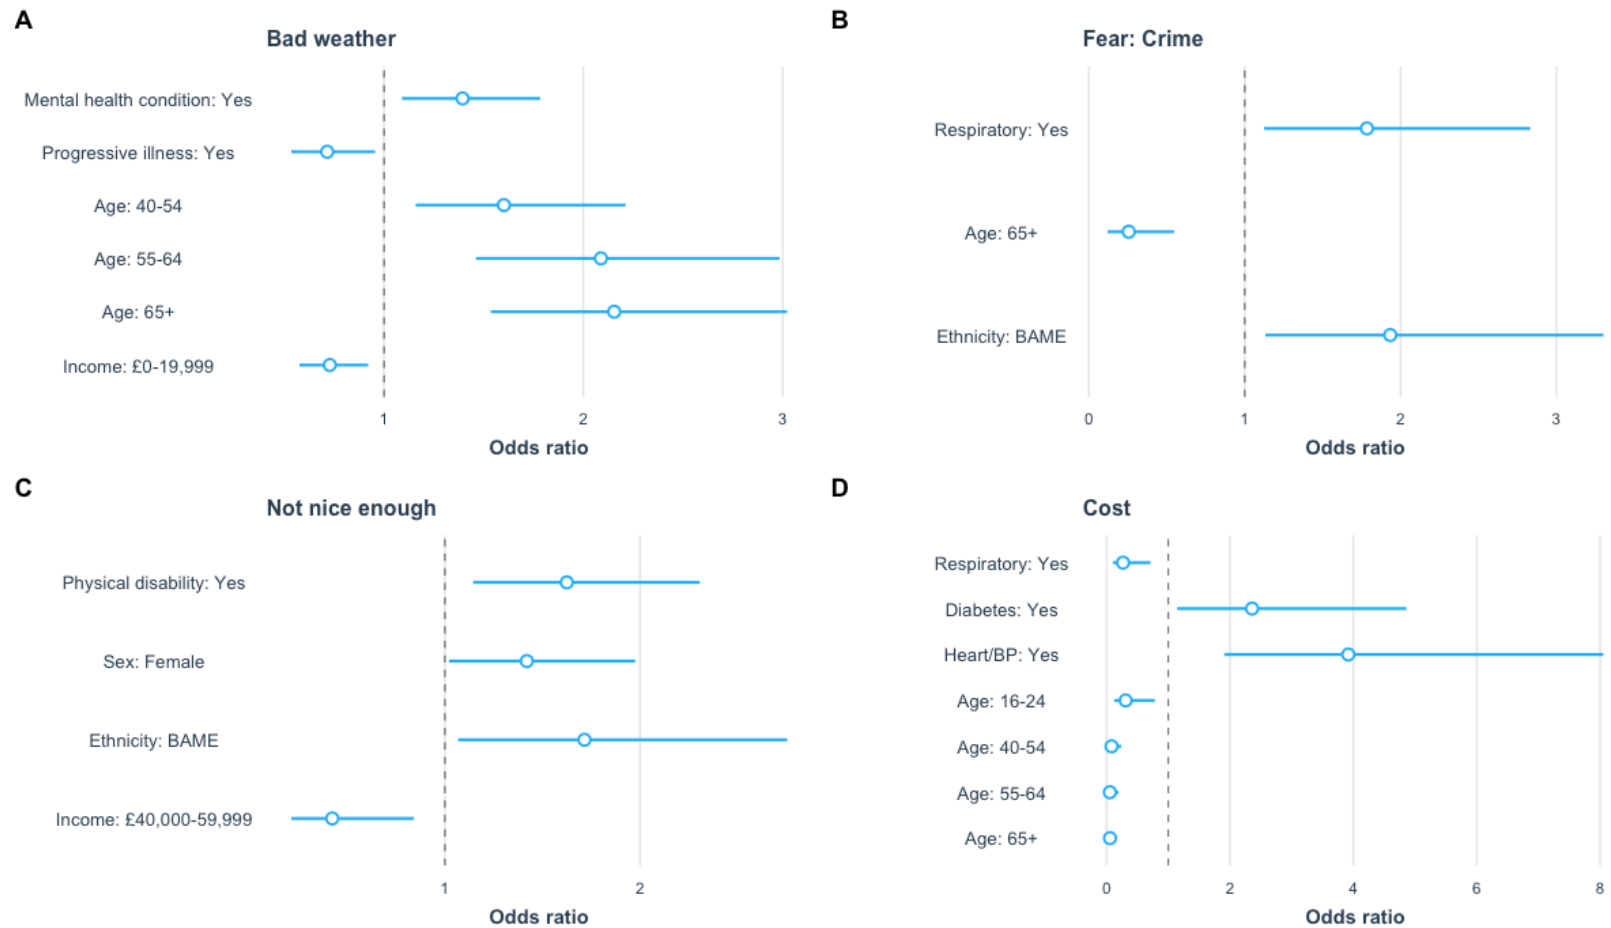 A
Bad weather
Mental health condition: Yes
Progressive illness: Yes
Age: 40-54
Age: 55-64
Age: 65+
Income: £0-19,999
1 2 3
Odds ratio
B
Fear: Crime
Respiratory: Yes
Age: 65+
Ethnicity: BAME
0 1 2 3
Odds ratio
C
Not nice enough
Physical disability: Yes
Sex: Female
Ethnicity: BAME
Income: £40,000-59,999
1 2
Odds ratio
D
Cost
Respiratory: Yes
Diabetes: Yes
Heart/BP: Yes
Age: 16-24
Age: 40-54
Age: 55-64
Age: 65+
0 2 4 6 8
Odds ratio